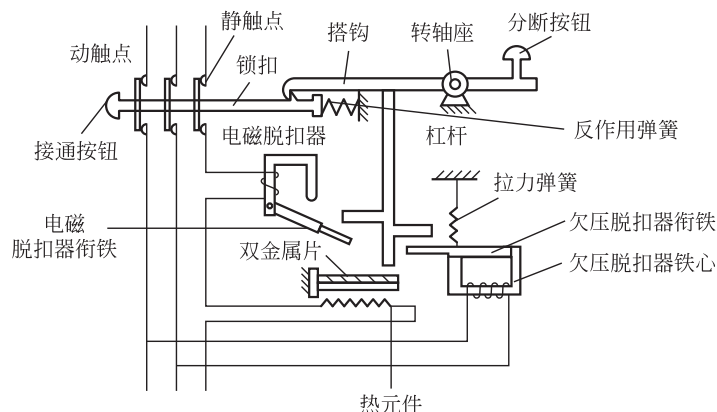 静触点
分断按钮
搭钩
转轴座
动触点
锁扣
反作用弹簧
电磁脱扣器
杠杆
接通按钮
拉力弹簧
电磁
脱扣器衔铁
欠压脱扣器衔铁
双金属片
欠压脱扣器铁心
热元件